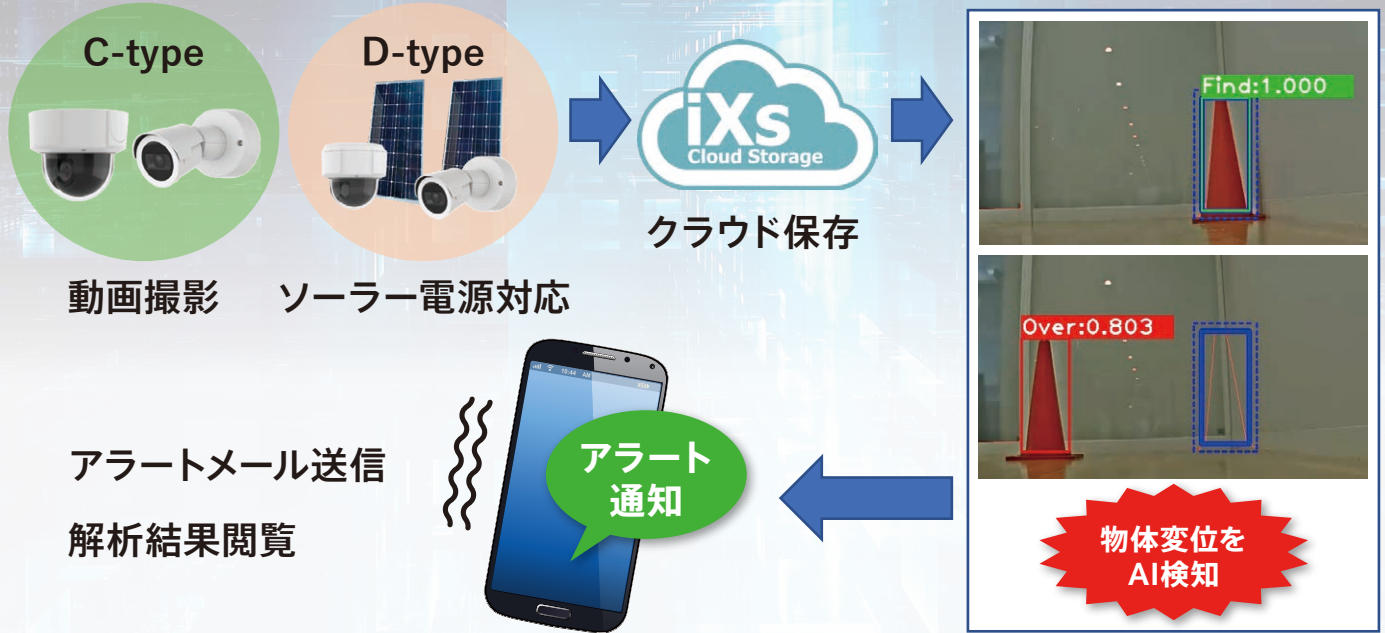 C-type
D-type
iXs
Cloud Storage
クラウド保存
動画撮影
ソーラー電源対応
Find:1.000
Over:0.803
物体変位を
AI検知
アラート
通知
アラートメール送信
解析結果閲覧
10:44 AM